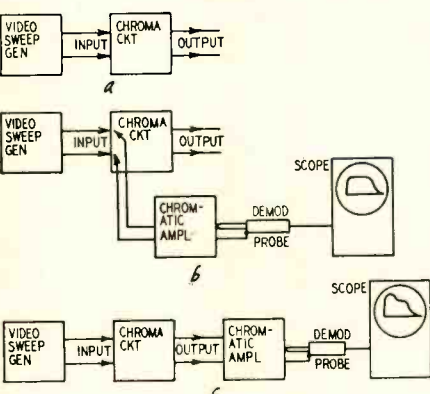 VIDEO
SWEEP
GEN
INPUT
CHROMA
CKT
OUTPUT
a
VIDEO
SWEEP
GEN
INPUT
CHROMA
CKT
OUTPUT
CHROM-
ATIC
AMPL
DEMOD
PROBE
SCOPE
b
VIDEO
SWEEP
GEN
INPUT
CHROMA
CKT
OUTPUT
CHROM-
ATIC
AMPL
DEMOD
PROBE
SCOPE
c